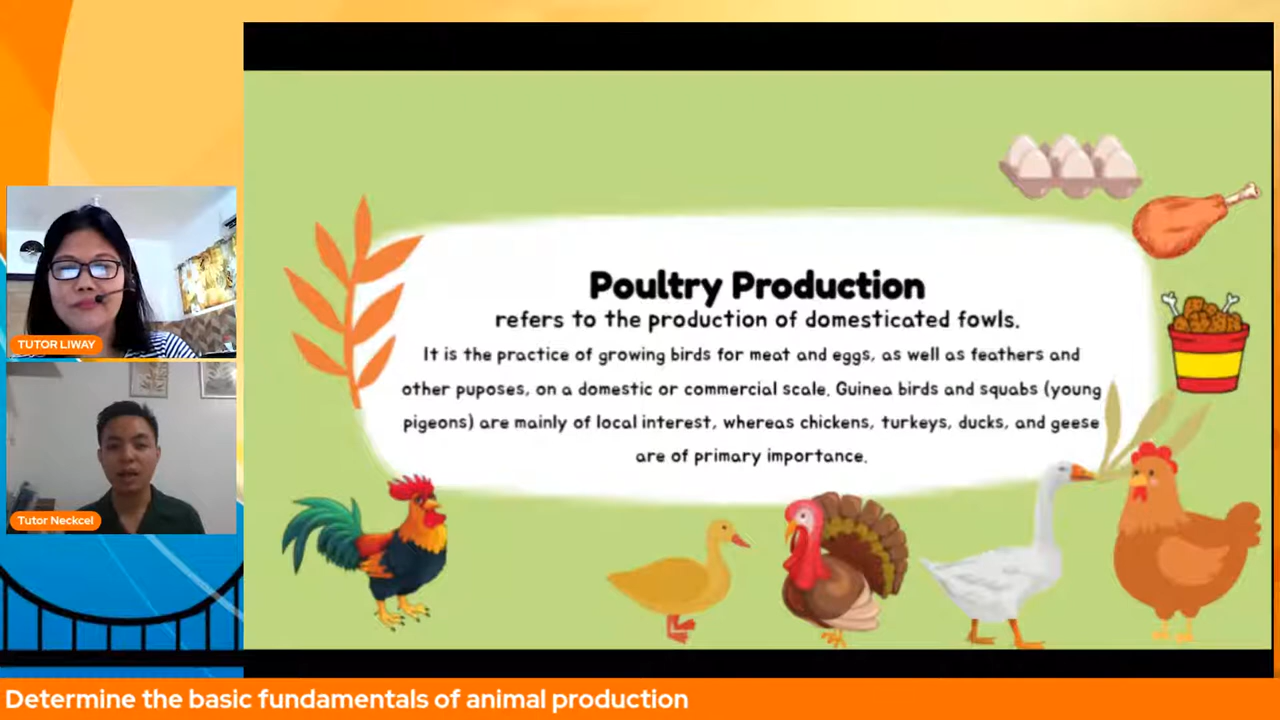 Poultry Production
refers to the production of domesticated fowls.
It is the practice of growing birds for meat and eggs, as well as feathers and
other puposes, on a domestic or commercial scale. Guinea birds and squabs (young
pigeons) are mainly of local interest, whereas chickens, turkeys, ducks, and geese
are of primary importance.
TUTOR LIWAY
Tutor Neckcel
Determine the basic fundamentals of animal production